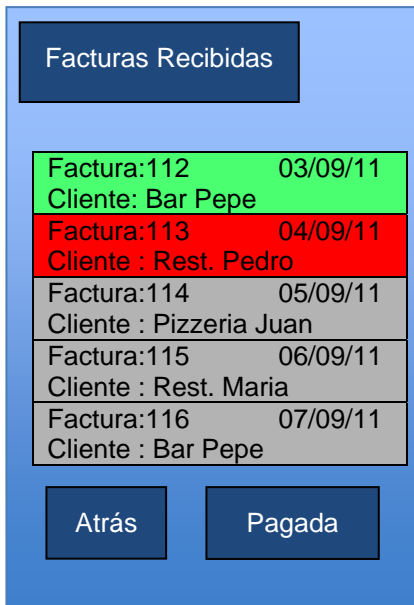 Facturas Recibidas
Factura:112 03/09/11
Cliente: Bar Pepe
Factura:113 04/09/11
Cliente : Rest. Pedro
Factura:114 05/09/11
Cliente : Pizzeria Juan
Factura:115 06/09/11
Cliente : Rest. Maria
Factura:116 07/09/11
Cliente : Bar Pepe
Atrás Pagada